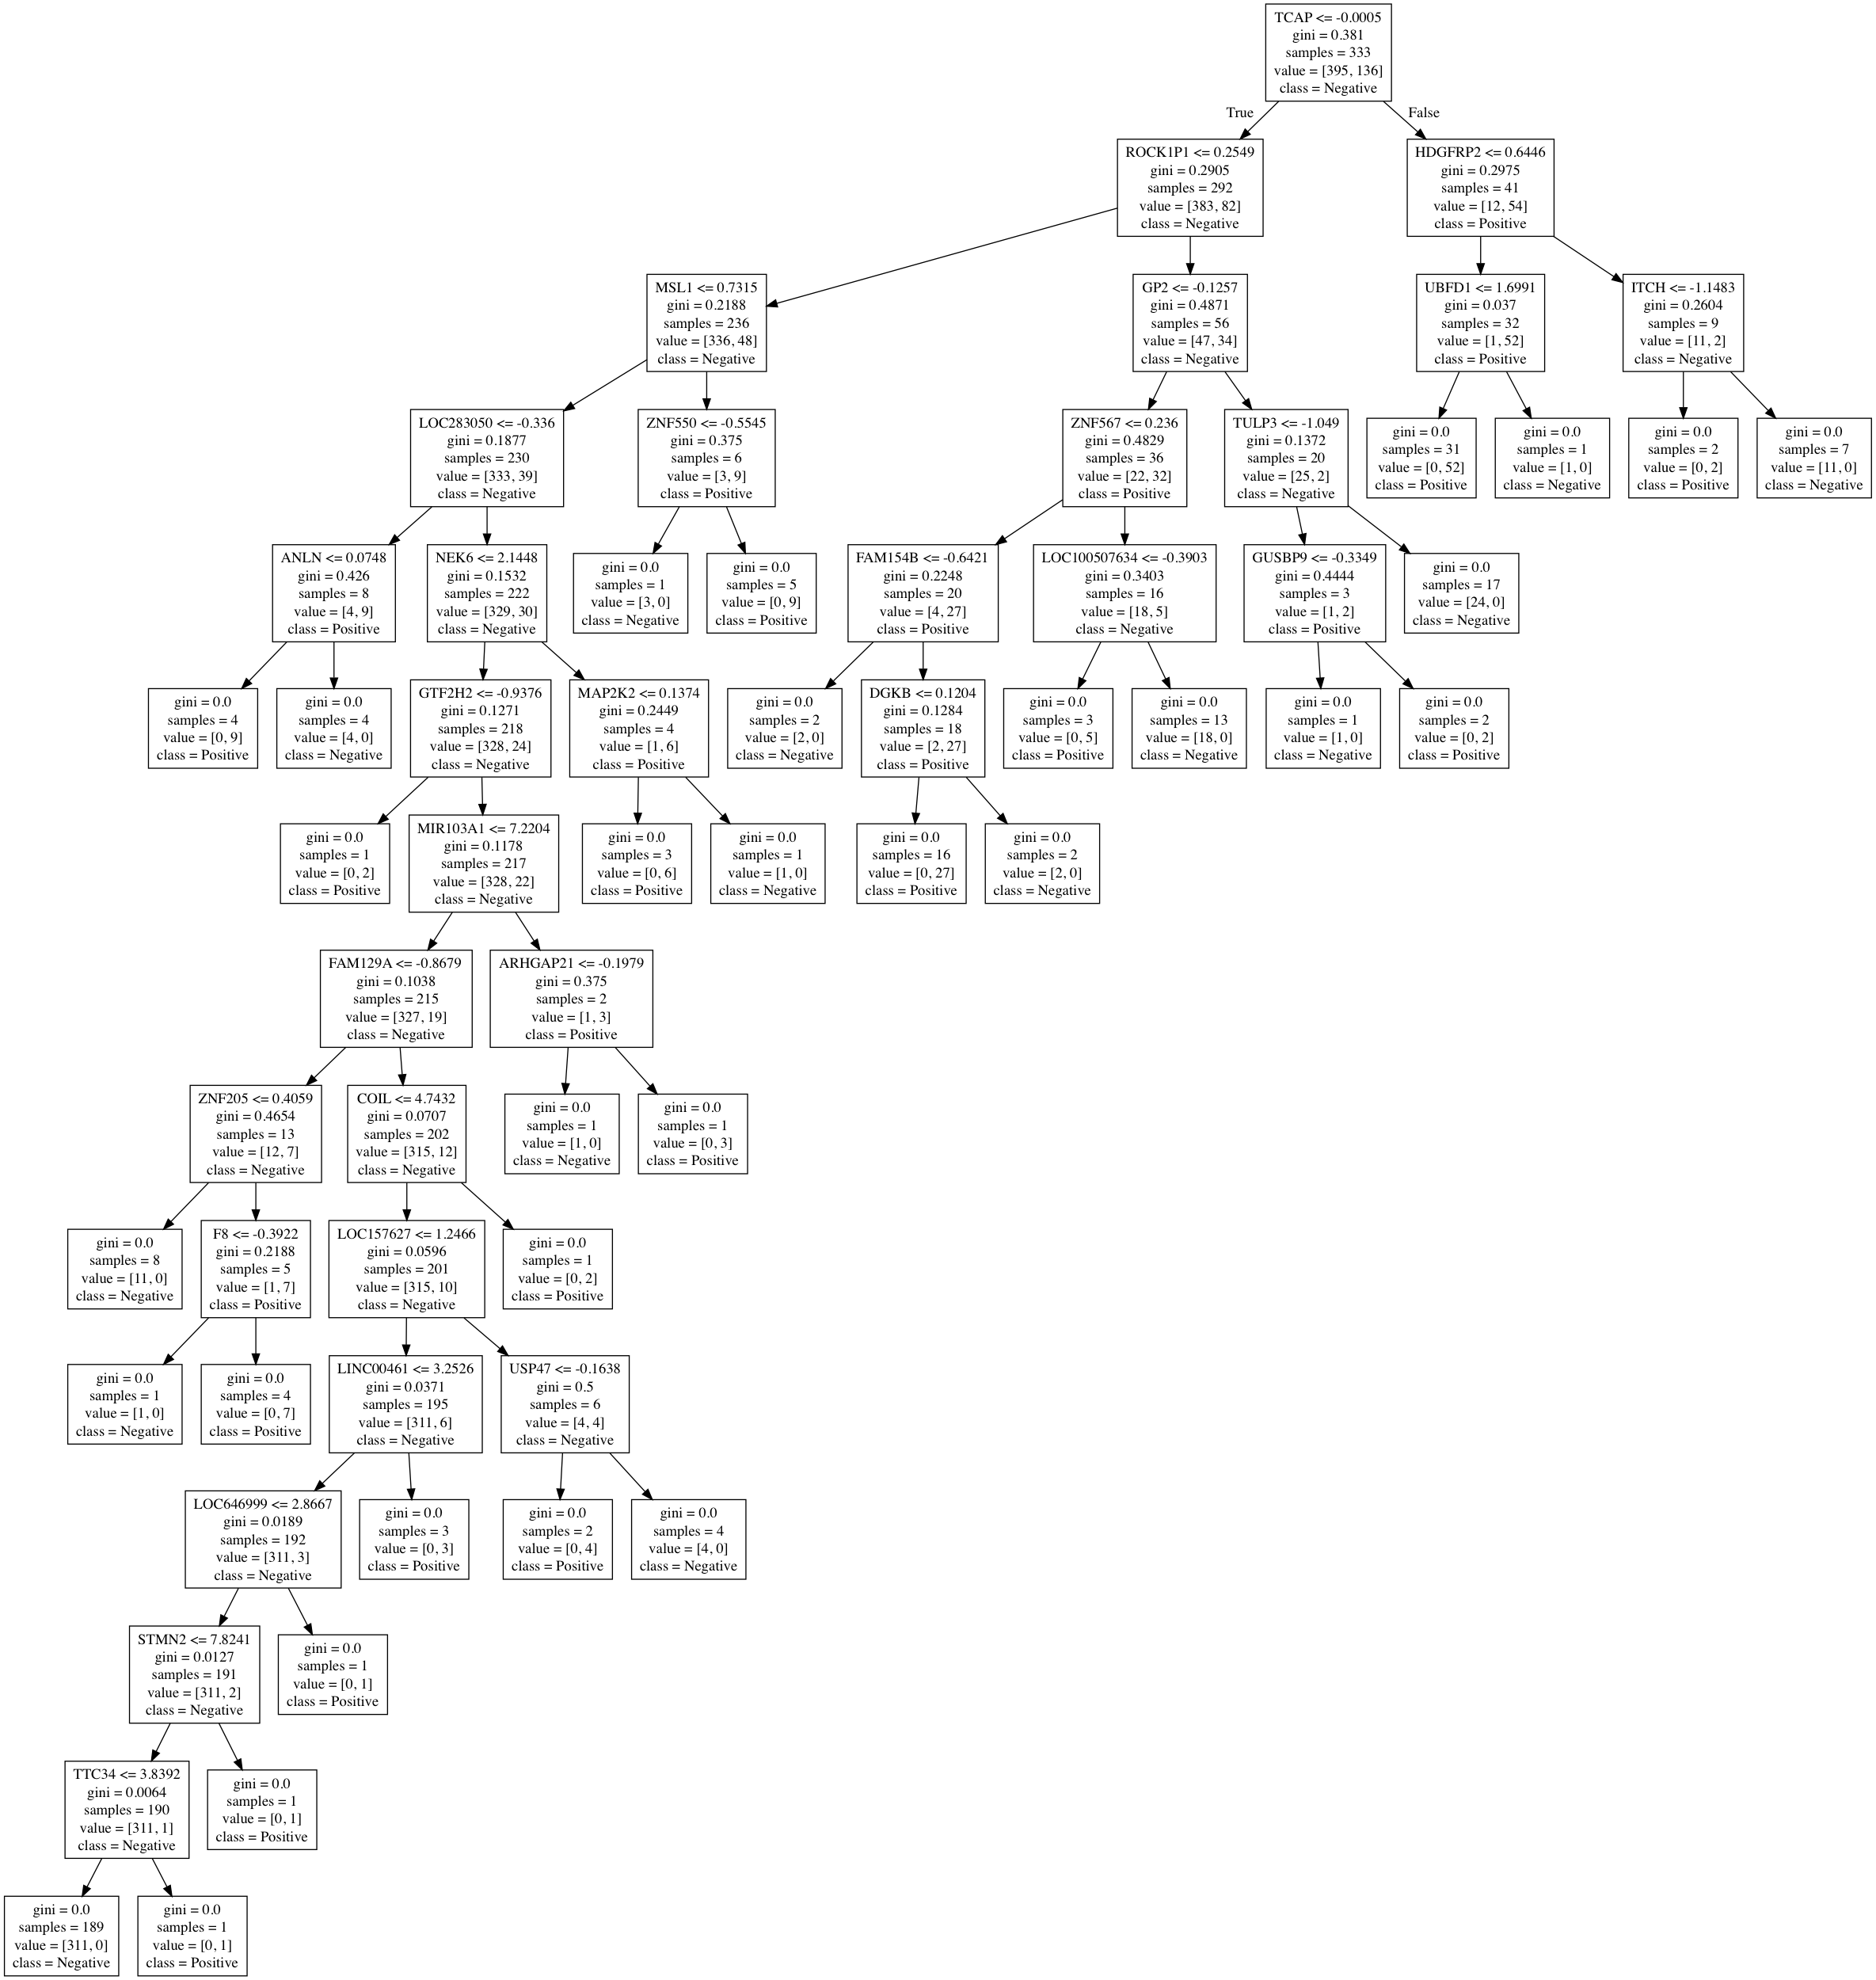 TCAP <= -0.0005
gini = 0.381
samples = 333
value = [395, 136]
class = Negative
True
False
ROCK1P1 <= 0.2549
gini = 0.2905
samples = 292
value = [383, 82]
class = Negative
HDGFRP2 <= 0.6446
gini = 0.2975
samples = 41
value = [12, 54]
class = Positive
MSL1 <= 0.7315
gini = 0.2188
samples = 236
value = [336, 48]
class = Negative
GP2 <= -0.1257
gini = 0.4871
samples = 56
value = [47, 34]
class = Negative
UBFD1 <= 1.6991
gini = 0.037
samples = 32
value = [1, 52]
class = Positive
ITCH <= -1.1483
gini = 0.2604
samples = 9
value = [11, 2]
class = Negative
LOC283050 <= -0.336
gini = 0.1877
samples = 230
value = [333, 39]
class = Negative
ZNF550 <= -0.5545
gini = 0.375
samples = 6
value = [3, 9]
class = Positive
ZNF567 <= 0.236
gini = 0.4829
samples = 36
value = [22, 32]
class = Positive
TULP3 <= -1.049
gini = 0.1372
samples = 20
value = [25, 2]
class = Negative
gini = 0.0
samples = 31
value = [0, 52]
class = Positive
gini = 0.0
samples = 1
value = [1, 0]
class = Negative
gini = 0.0
samples = 2
value = [0, 2]
class = Positive
gini = 0.0
samples = 7
value = [11, 0]
class = Negative
ANLN <= 0.0748
gini = 0.426
samples = 8
value = [4, 9]
class = Positive
NEK6 <= 2.1448
gini = 0.1532
samples = 222
value = [329, 30]
class = Negative
gini = 0.0
samples = 1
value = [3, 0]
class = Negative
gini = 0.0
samples = 5
value = [0, 9]
class = Positive
FAM154B <= -0.6421
gini = 0.2248
samples = 20
value = [4, 27]
class = Positive
LOC100507634 <= -0.3903
gini = 0.3403
samples = 16
value = [18, 5]
class = Negative
GUSBP9 <= -0.3349
gini = 0.4444
samples = 3
value = [1, 2]
class = Positive
gini = 0.0
samples = 17
value = [24, 0]
class = Negative
gini = 0.0
samples = 4
value = [0, 9]
class = Positive
gini = 0.0
samples = 4
value = [4, 0]
class = Negative
GTF2H2 <= -0.9376
gini = 0.1271
samples = 218
value = [328, 24]
class = Negative
MAP2K2 <= 0.1374
gini = 0.2449
samples = 4
value = [1, 6]
class = Positive
gini = 0.0
samples = 2
value = [2, 0]
class = Negative
DGKB <= 0.1204
gini = 0.1284
samples = 18
value = [2, 27]
class = Positive
gini = 0.0
samples = 3
value = [0, 5]
class = Positive
gini = 0.0
samples = 13
value = [18, 0]
class = Negative
gini = 0.0
samples = 1
value = [1, 0]
class = Negative
gini = 0.0
samples = 2
value = [0, 2]
class = Positive
gini = 0.0
samples = 1
value = [0, 2]
class = Positive
MIR103A1 <= 7.2204
gini = 0.1178
samples = 217
value = [328, 22]
class = Negative
gini = 0.0
samples = 3
value = [0, 6]
class = Positive
gini = 0.0
samples = 1
value = [1, 0]
class = Negative
gini = 0.0
samples = 16
value = [0, 27]
class = Positive
gini = 0.0
samples = 2
value = [2, 0]
class = Negative
FAM129A <= -0.8679
gini = 0.1038
samples = 215
value = [327, 19]
class = Negative
ARHGAP21 <= -0.1979
gini = 0.375
samples = 2
value = [1, 3]
class = Positive
ZNF205 <= 0.4059
gini = 0.4654
samples = 13
value = [12, 7]
class = Negative
COIL <= 4.7432
gini = 0.0707
samples = 202
value = [315, 12]
class = Negative
gini = 0.0
samples = 1
value = [1, 0]
class = Negative
gini = 0.0
samples = 1
value = [0, 3]
class = Positive
gini = 0.0
samples = 8
value = [11, 0]
class = Negative
F8 <= -0.3922
gini = 0.2188
samples = 5
value = [1, 7]
class = Positive
LOC157627 <= 1.2466
gini = 0.0596
samples = 201
value = [315, 10]
class = Negative
gini = 0.0
samples = 1
value = [0, 2]
class = Positive
gini = 0.0
samples = 1
value = [1, 0]
class = Negative
gini = 0.0
samples = 4
value = [0, 7]
class = Positive
LINC00461 <= 3.2526
gini = 0.0371
samples = 195
value = [311, 6]
class = Negative
USP47 <= -0.1638
gini = 0.5
samples = 6
value = [4, 4]
class = Negative
LOC646999 <= 2.8667
gini = 0.0189
samples = 192
value = [311, 3]
class = Negative
gini = 0.0
samples = 3
value = [0, 3]
class = Positive
gini = 0.0
samples = 2
value = [0, 4]
class = Positive
gini = 0.0
samples = 4
value = [4, 0]
class = Negative
STMN2 <= 7.8241
gini = 0.0127
samples = 191
value = [311, 2]
class = Negative
gini = 0.0
samples = 1
value = [0, 1]
class = Positive
TTC34 <= 3.8392
gini = 0.0064
samples = 190
value = [311, 1]
class = Negative
gini = 0.0
samples = 1
value = [0, 1]
class = Positive
gini = 0.0
samples = 189
value = [311, 0]
class = Negative
gini = 0.0
samples = 1
value = [0, 1]
class = Positive